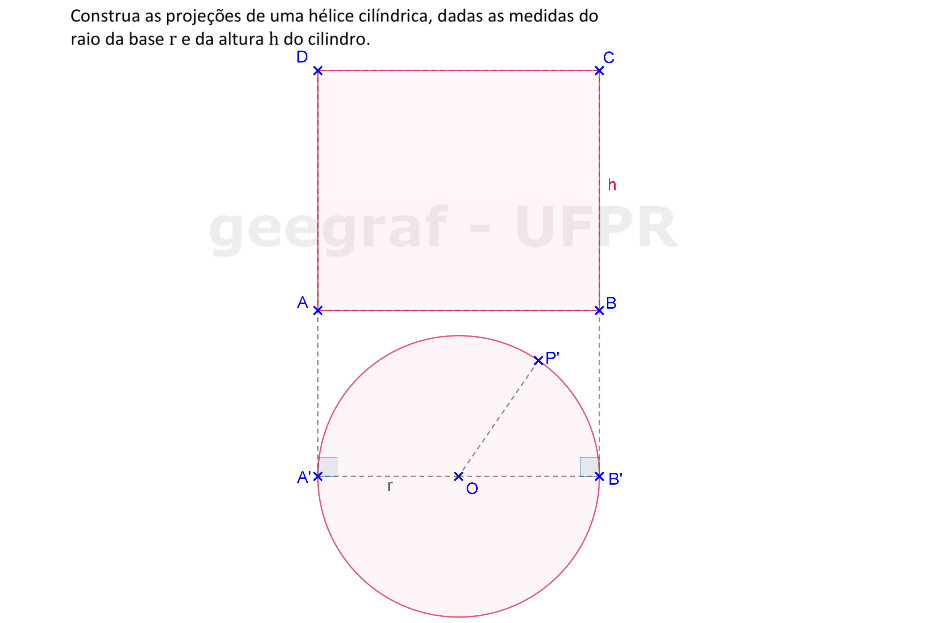 Construa as projeções de uma hélice cilíndrica, dadas as medidas do
raio da base r e da altura h do cilindro.
D
C
h
geegraf - UFPR
A
B
P'
A'
r
O
B'